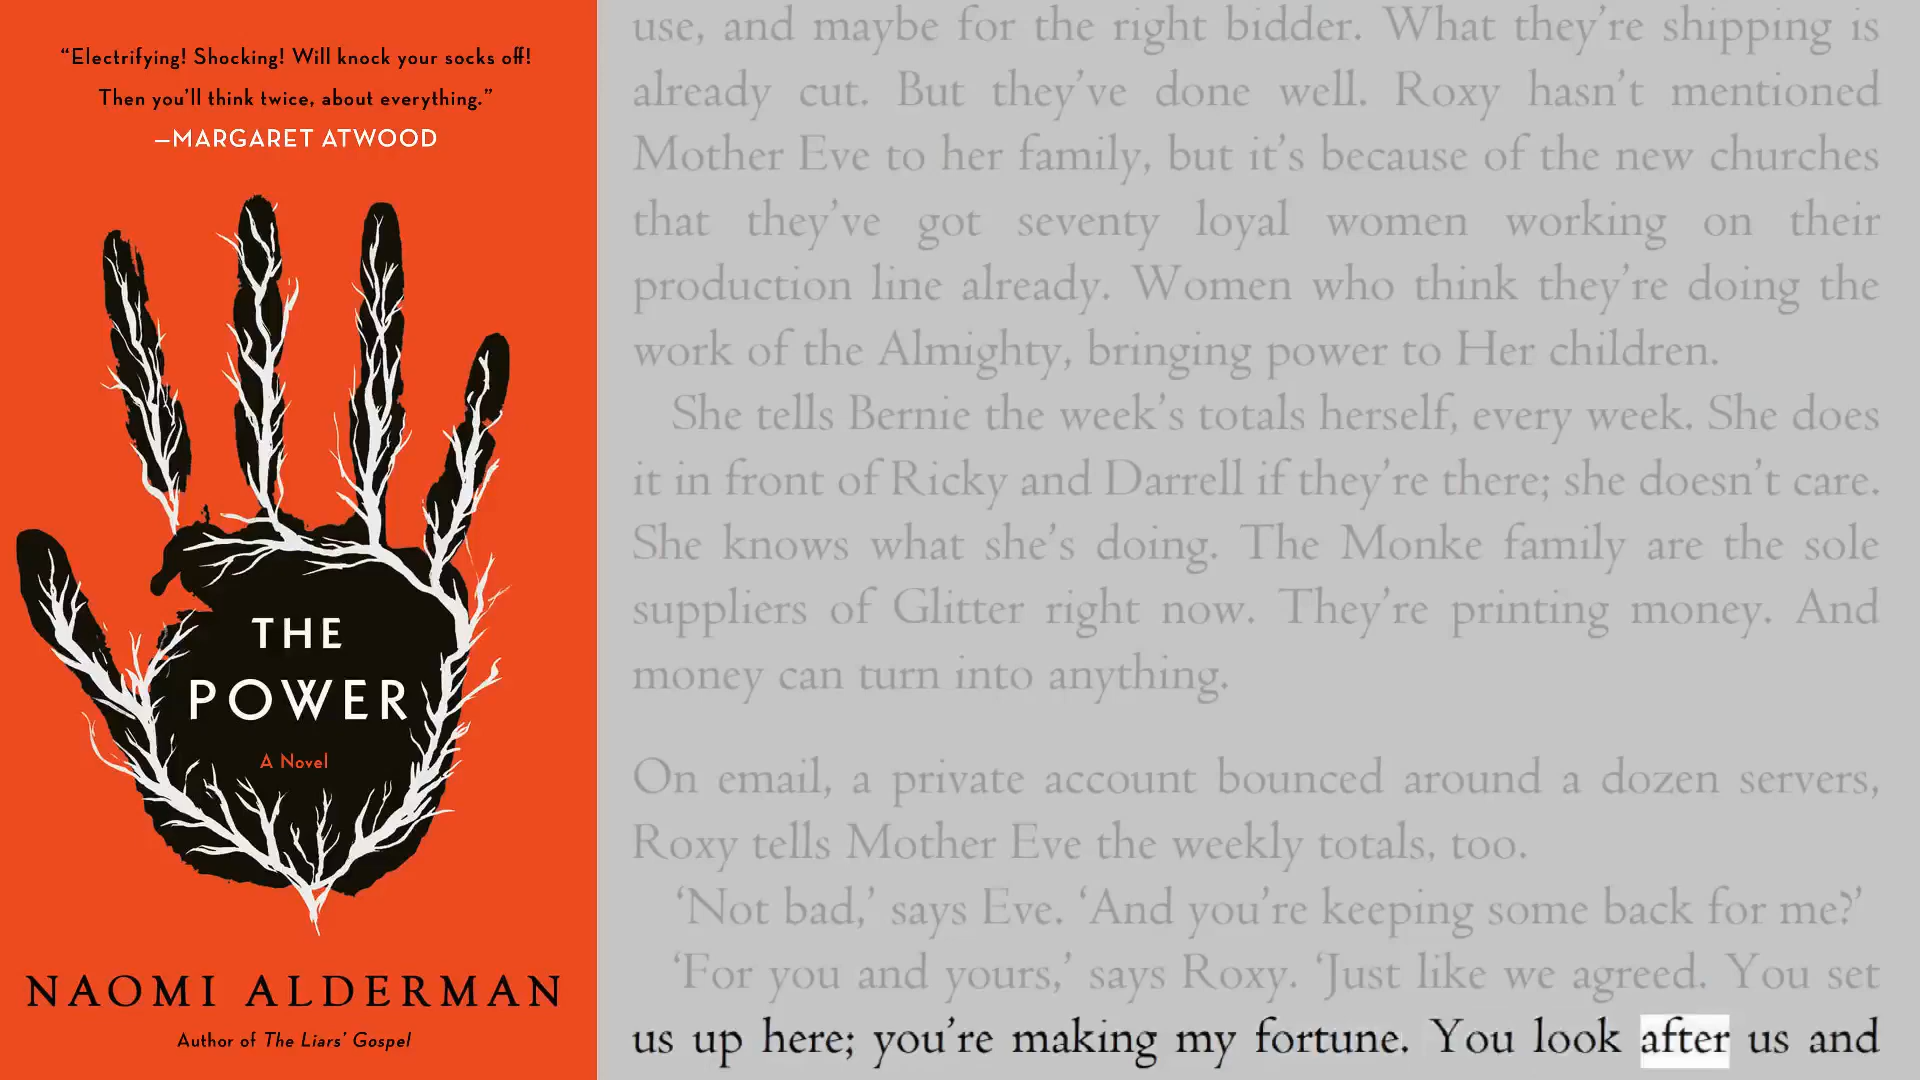 “Electrifying! Shocking! Will knock your socks off!
Then you’ll think twice, about everything.”
—MARGARET ATWOOD
THE
POWER
A Novel
NAOMI ALDERMAN
Author of The Liars’ Gospel
use, and maybe for the right bidder. What they’re shipping is
already cut. But they’ve done well. Roxy hasn’t mentioned
Mother Eve to her family, but it’s because of the new churches
that they’ve got seventy loyal women working on their
production line already. Women who think they’re doing the
work of the Almighty, bringing power to Her children.
She tells Bernie the week’s totals herself, every week. She does
it in front of Ricky and Darrell if they’re there; she doesn’t care.
She knows what she’s doing. The Monke family are the sole
suppliers of Glitter right now. They’re printing money. And
money can turn into anything.
On email, a private account bounced around a dozen servers,
Roxy tells Mother Eve the weekly totals, too.
‘Not bad,’ says Eve. ‘And you’re keeping some back for me?’
‘For you and yours,’ says Roxy. ‘Just like we agreed. You set
us up here; you’re making my fortune. You look after us and